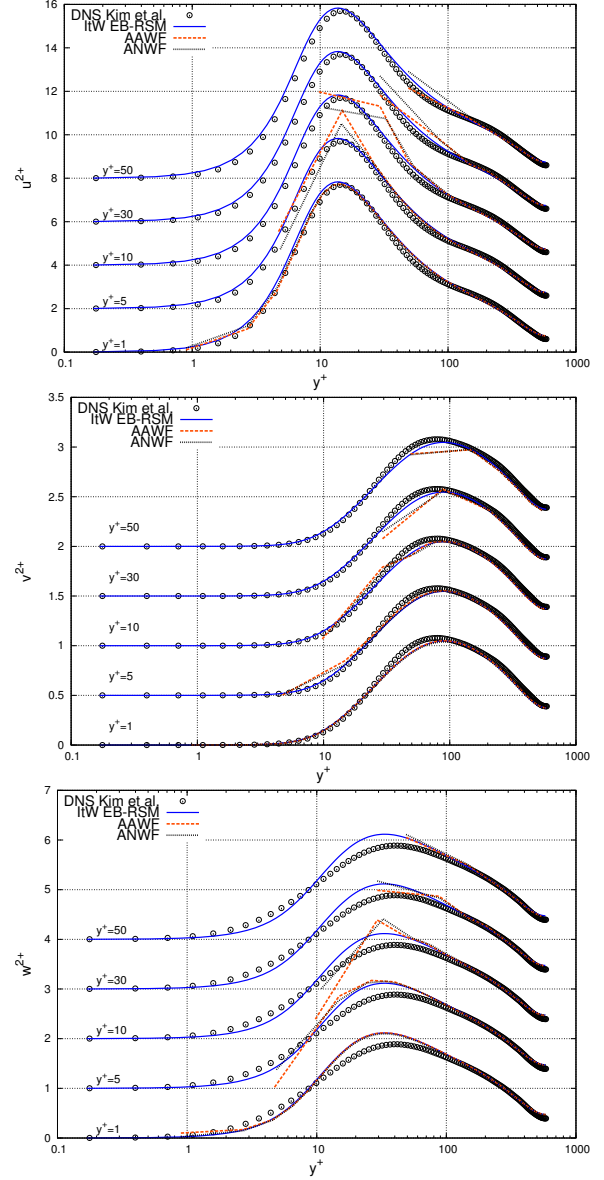 DNS Kim et al.
ItW EB-RSM
AAWF
ANWF
u2+
16
14
12
10
8
6
4
2
0
y+=50
y+=30
y+=10
y+=5
y+=1
0.1
1
10
100
1000
y+
DNS Kim et al.
ItW EB-RSM
AAWF
ANWF
v2+
3.5
3
2.5
2
1.5
1
0.5
0
y+=50
y+=30
y+=10
y+=5
y+=1
0.1
1
10
100
1000
y+
DNS Kim et al.
ItW EB-RSM
AAWF
ANWF
w2+
7
6
5
4
3
2
1
0
y+=50
y+=30
y+=10
y+=5
y+=1
0.1
1
10
100
1000
y+